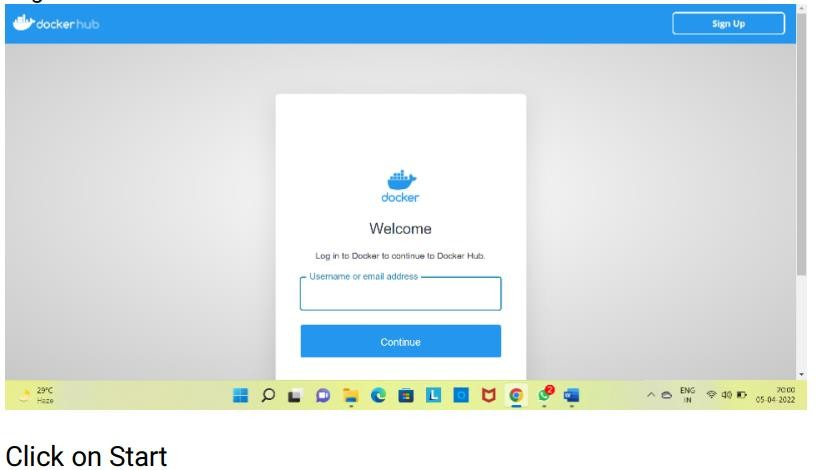 dockerhub
Sign Up
docker
Welcome
Log in to Docker to continue to Docker Hub.
Username or email address
Continue
29°C
Haze
L
2
ENG
IN
20:00
05-04-2022
Click on Start